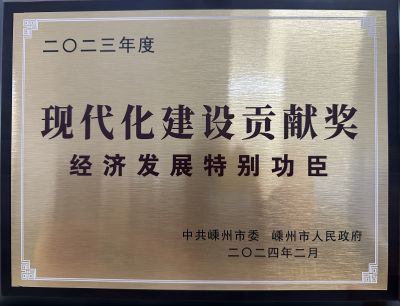 二〇二三年度
现代化建设贡献奖
经济发展特别功臣
中共嵊州市委 嵊州市人民政府
二〇二四年二月